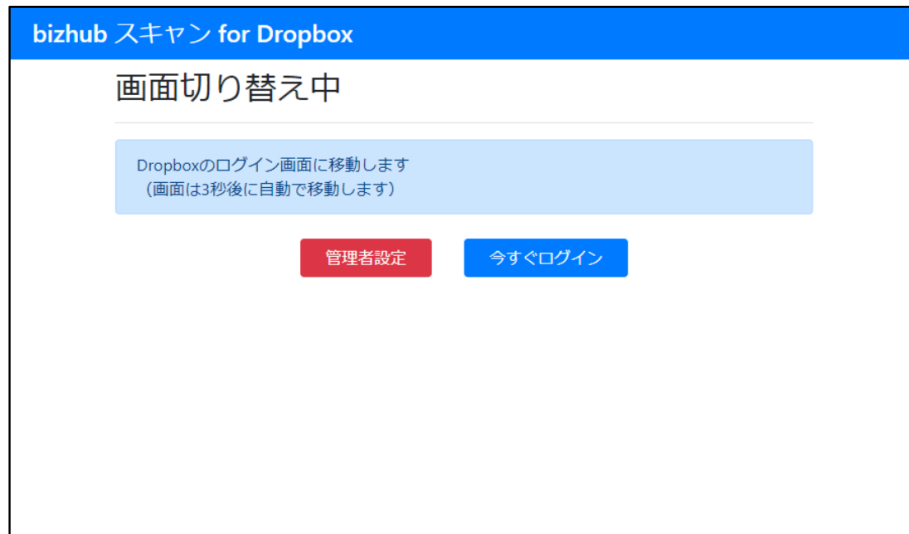 bizhub スキャン for Dropbox
画面切り替え中
Dropboxのログイン画面に移動します
（画面は3秒後に自動で移動します）
管理者設定
今すぐログイン